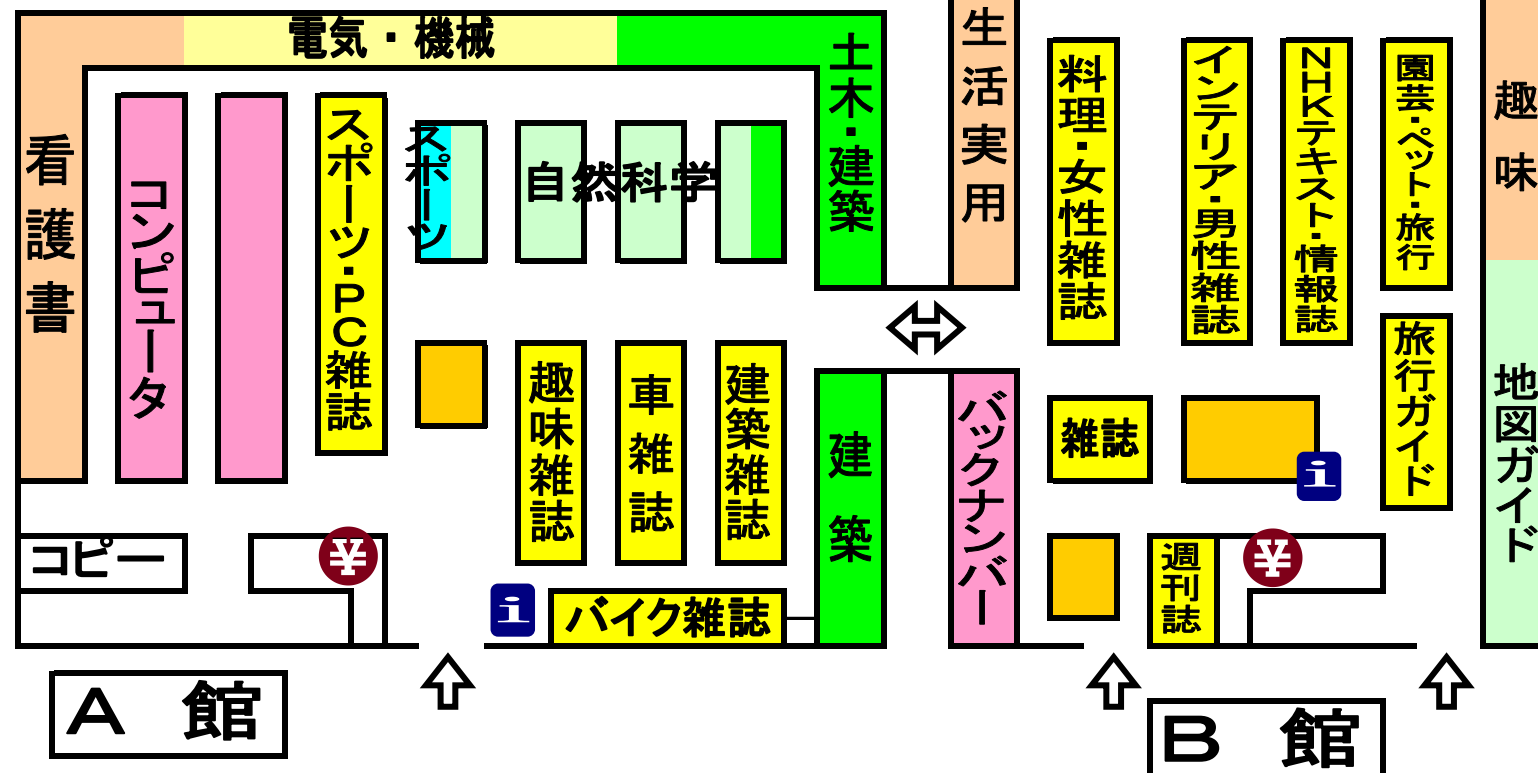 電気・機械
土木・建築
看護書
コンピュータ
スポーツ・PC雑誌
スポーツ
自然科学
趣味雑誌
車雑誌
建築雑誌
建築
コピー
¥
i
バイク雑誌
A 館
生活実用
料理・女性雑誌
インテリア・男性雑誌
NHKテキスト・情報誌
園芸・ペット・旅行
趣味
旅行ガイド
地図ガイド
バックナンバー
雑誌
i
週刊誌
¥
B 館